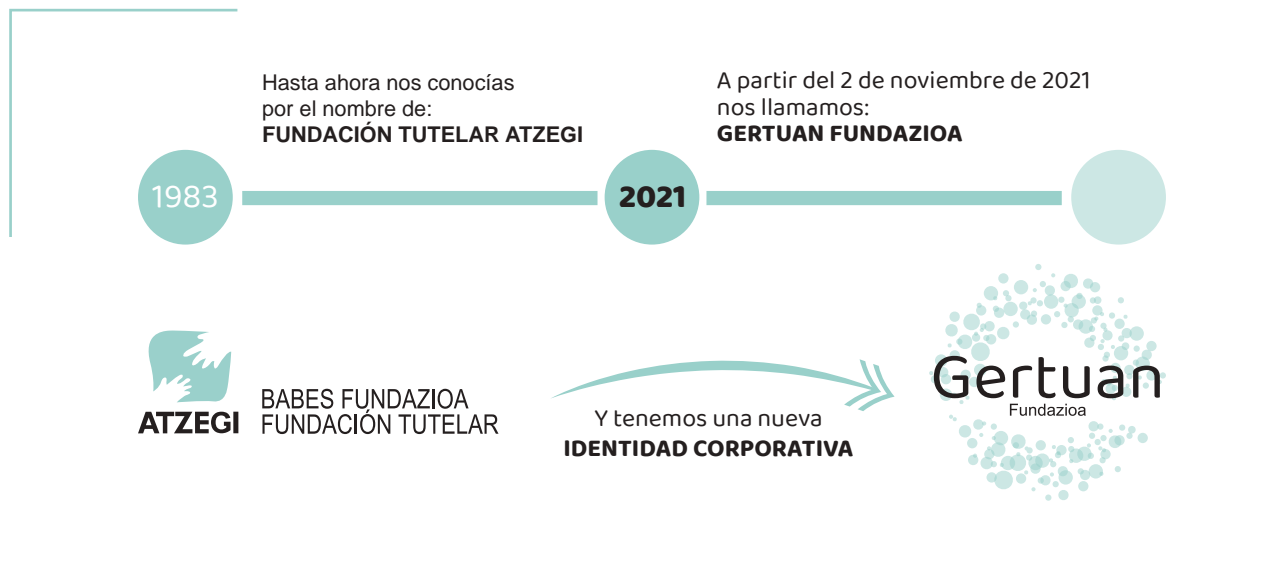 Hasta ahora nos conocías
por el nombre de:
FUNDACIÓN TUTELAR ATZEGI
A partir del 2 de noviembre de 2021
nos llamamos:
GERTUAN FUNDAZIOA
1983
2021
ATZEGI
BABES FUNDAZIOA
FUNDACIÓN TUTELAR
Y tenemos una nueva
IDENTIDAD CORPORATIVA
Gertuan
Fundazioa